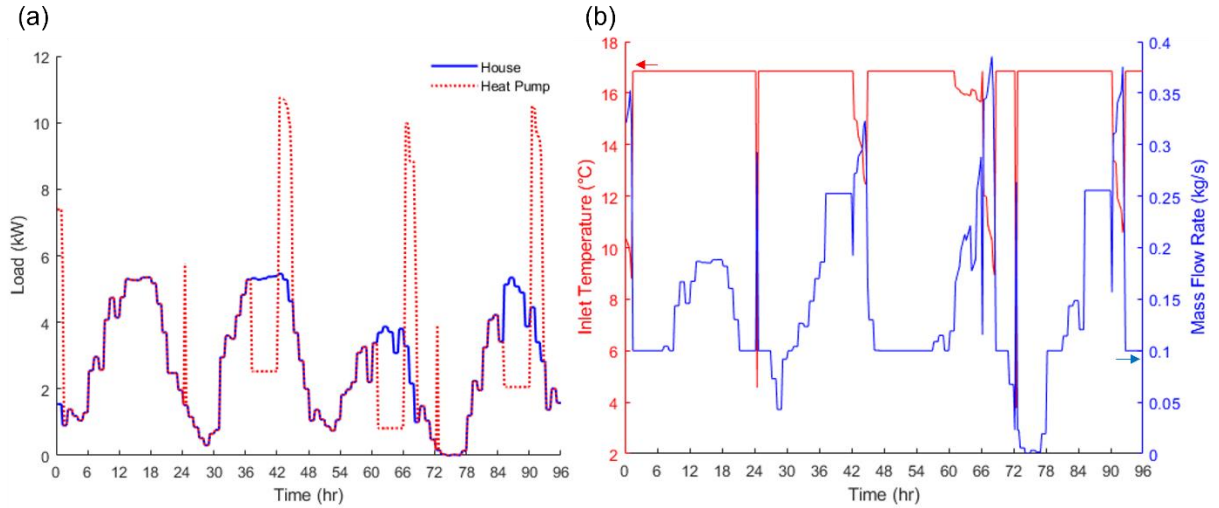 (a)
12
10
8
6
4
2
0
Load (kW)
House
Heat Pump
0 6 12 18 24 30 36 42 48 54 60 66 72 78 84 90 96
Time (hr)
(b)
18
16
14
12
10
8
6
4
2
Inlet Temperature (°C)
0.4
0.35
0.3
0.25
0.2
0.15
0.1
0.05
0
Mass Flow Rate (kg/s)
0 6 12 18 24 30 36 42 48 54 60 66 72 78 84 90 96
Time (hr)